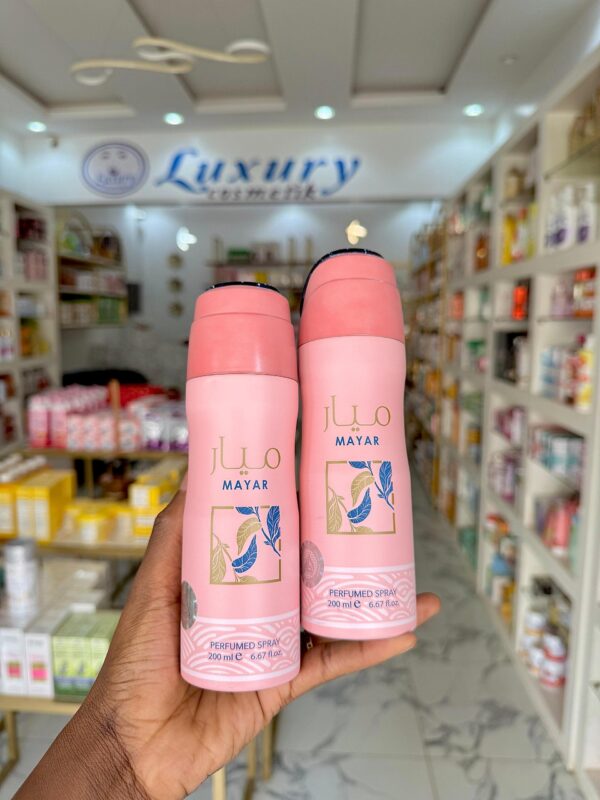 Luxury
cosmetik
ميار
MAYAR
PERFUMED SPRAY
200 ml e 6.67 fl.oz.
ميار
MAYAR
PERFUMED SPRAY
200 ml e 6.67 fl.oz.